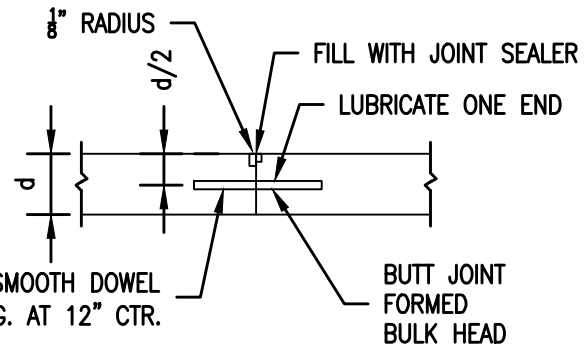 1/8" RADIUS
d/2
FILL WITH JOINT SEALER
LUBRICATE ONE END
d
SMOOTH DOWEL
G. AT 12" CTR.
BUTT JOINT
FORMED
BULK HEAD